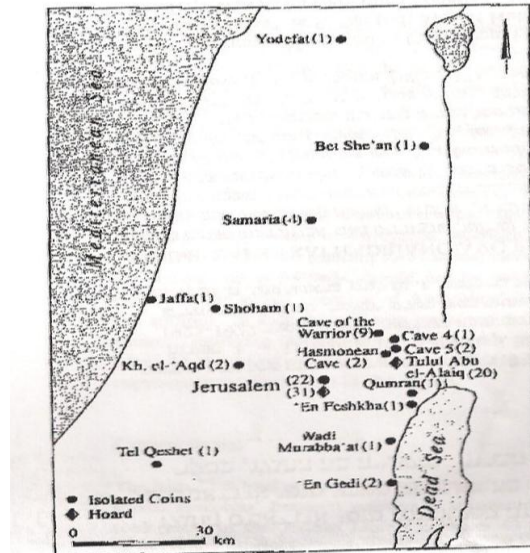 Yodefat (1)
Mediterranean Sea
Bet She'an (1)
Samaria (4)
Jaffa (1)
Shoham (1)
Cave of the
Warrior (9)
Cave 4 (1)
Hasmonean
Cave (2)
Cave 5 (2)
Tulul Abu
el-Alaiq (20)
Kh. el-'Aqd (2)
Jerusalem (22)
(31)
Qumran (1)
'En Feshkha (1)
Wadi
Murabba'at (1)
Tel Qeshet (1)
'En Gedi (2)
Dead Sea
Isolated Coins
Hoard
0 30
km